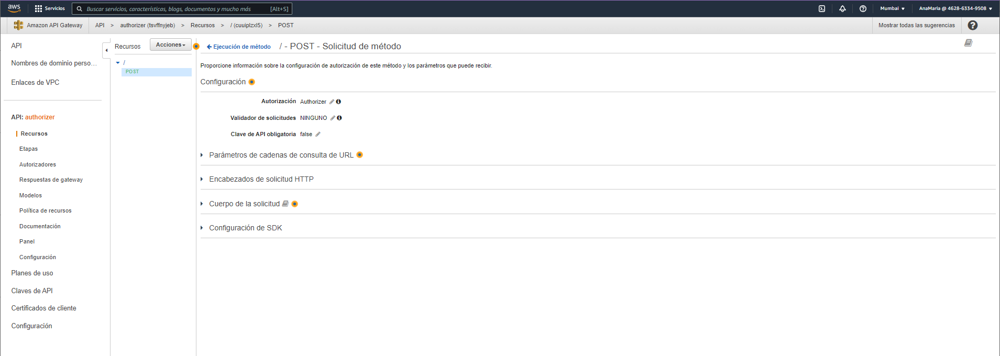 aws Servicios Buscar servicios, características, blogs, documentos y mucho más [Alt+S] Mumbai AnaMaria @ 4628-6334-9508
Amazon API Gateway API > authorizer (tsvffnyjeb) > Recursos > / (cuuiplzxl5) > POST Mostrar todas las sugerencias
API
Nombres de dominio perso…
Enlaces de VPC
API: authorizer
Recursos
Etapas
Autorizadores
Respuestas de gateway
Modelos
Política de recursos
Documentación
Panel
Configuración
Planes de uso
Claves de API
Certificados de cliente
Configuración
Recursos Acciones
/
POST
Ejecución de método / - POST - Solicitud de método
Proporcione información sobre la configuración de autorización de este método y los parámetros que puede recibir.
Configuración
Autorización Authorizer
Validador de solicitudes NINGUNO
Clave de API obligatoria false
Parámetros de cadenas de consulta de URL
Encabezados de solicitud HTTP
Cuerpo de la solicitud
Configuración de SDK